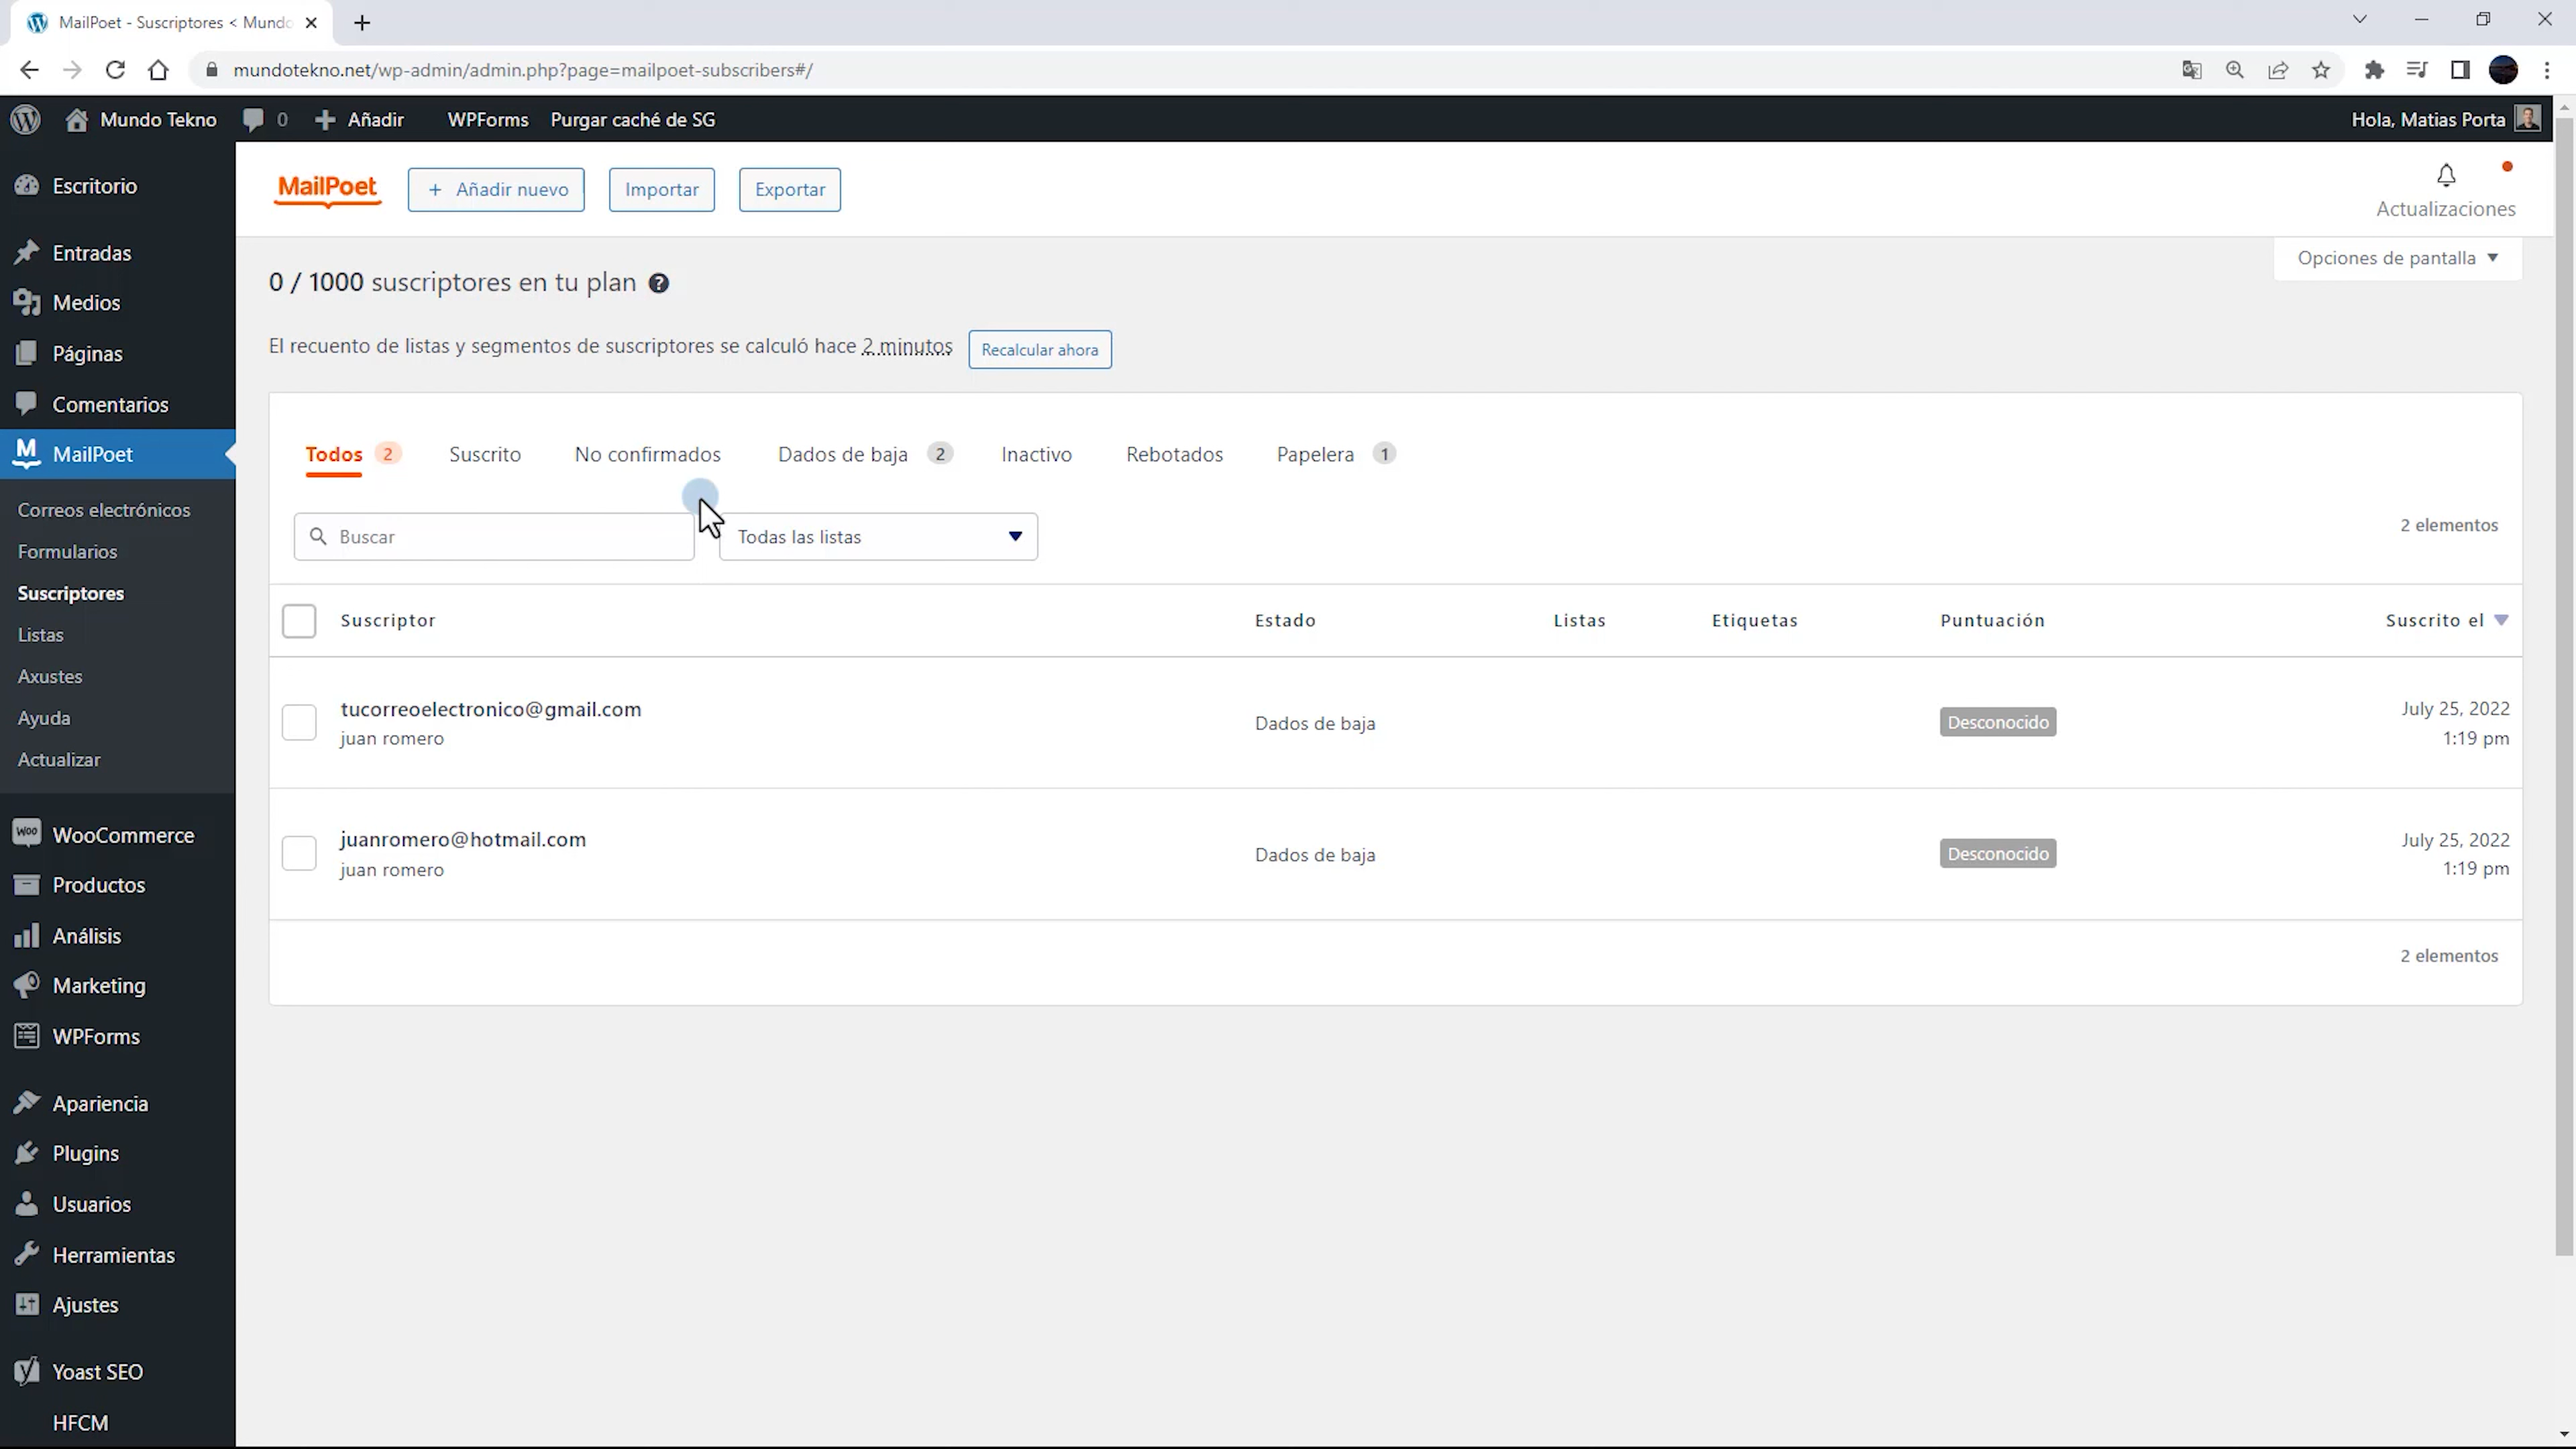 MailPoet - Suscriptores < Mundo
mundotekno.net/wp-admin/admin.php?page=mailpoet-subscribers#/
Mundo Tekno 0 Añadir WPForms Purgar caché de SG Hola, Matias Porta
Escritorio
Entradas
Medios
Páginas
Comentarios
M MailPoet
Correos electrónicos
Formularios
Suscriptores
Listas
Axustes
Ayuda
Actualizar
Woo WooCommerce
Productos
Análisis
Marketing
WPForms
Apariencia
Plugins
Usuarios
Herramientas
Ajustes
Yoast SEO
HFCM
MailPoet + Añadir nuevo Importar Exportar
Actualizaciones
Opciones de pantalla
0 / 1000 suscriptores en tu plan ?
El recuento de listas y segmentos de suscriptores se calculó hace 2 minutos Recalcular ahora
Todos 2 Suscrito No confirmados Dados de baja 2 Inactivo Rebotados Papelera 1
Buscar Todas las listas 2 elementos
Suscriptor Estado Listas Etiquetas Puntuación Suscrito el
tucorreoelectronico@gmail.com
juan romero
Dados de baja Desconocido
July 25, 2022
1:19 pm
juanromero@hotmail.com
juan romero
Dados de baja Desconocido
July 25, 2022
1:19 pm
2 elementos